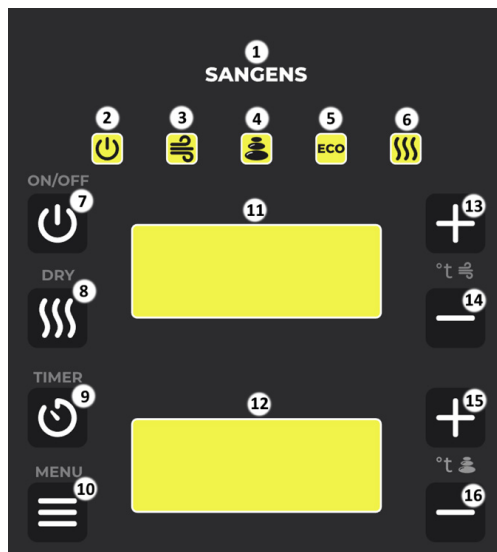 1
SANGENS
2 3 4 5 6
ECO
ON/OFF
7
11
13
°t
DRY
8
14
TIMER
9
12
15
°t
MENU
10
16